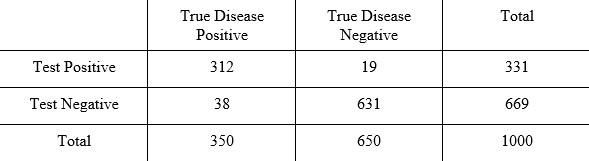 True Disease Positive True Disease Negative Total
Test Positive 312 19 331
Test Negative 38 631 669
Total 350 650 1000